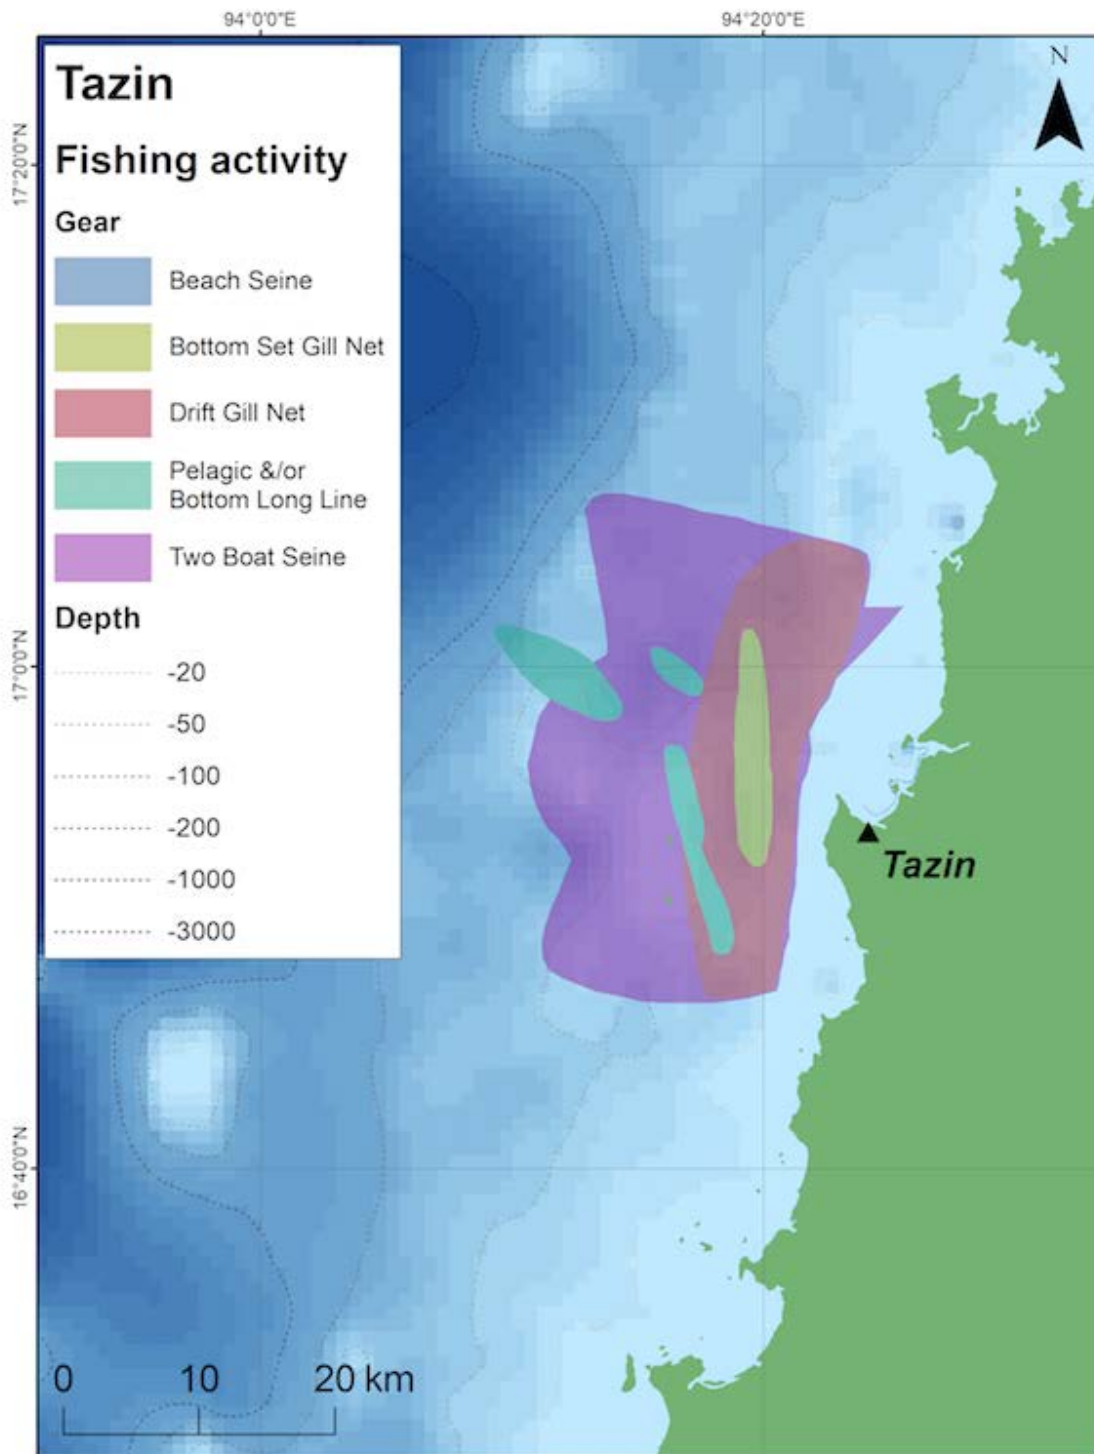 94°0'0"E
94°20'0"E
N
Tazin
Fishing activity
Gear
Beach Seine
Bottom Set Gill Net
Drift Gill Net
Pelagic &/or
Bottom Long Line
Two Boat Seine
Depth
-20
-50
-100
-200
-1000
-3000
17°20'0"N
17°0'0"N
16°40'0"N
Tazin
0 10 20 km